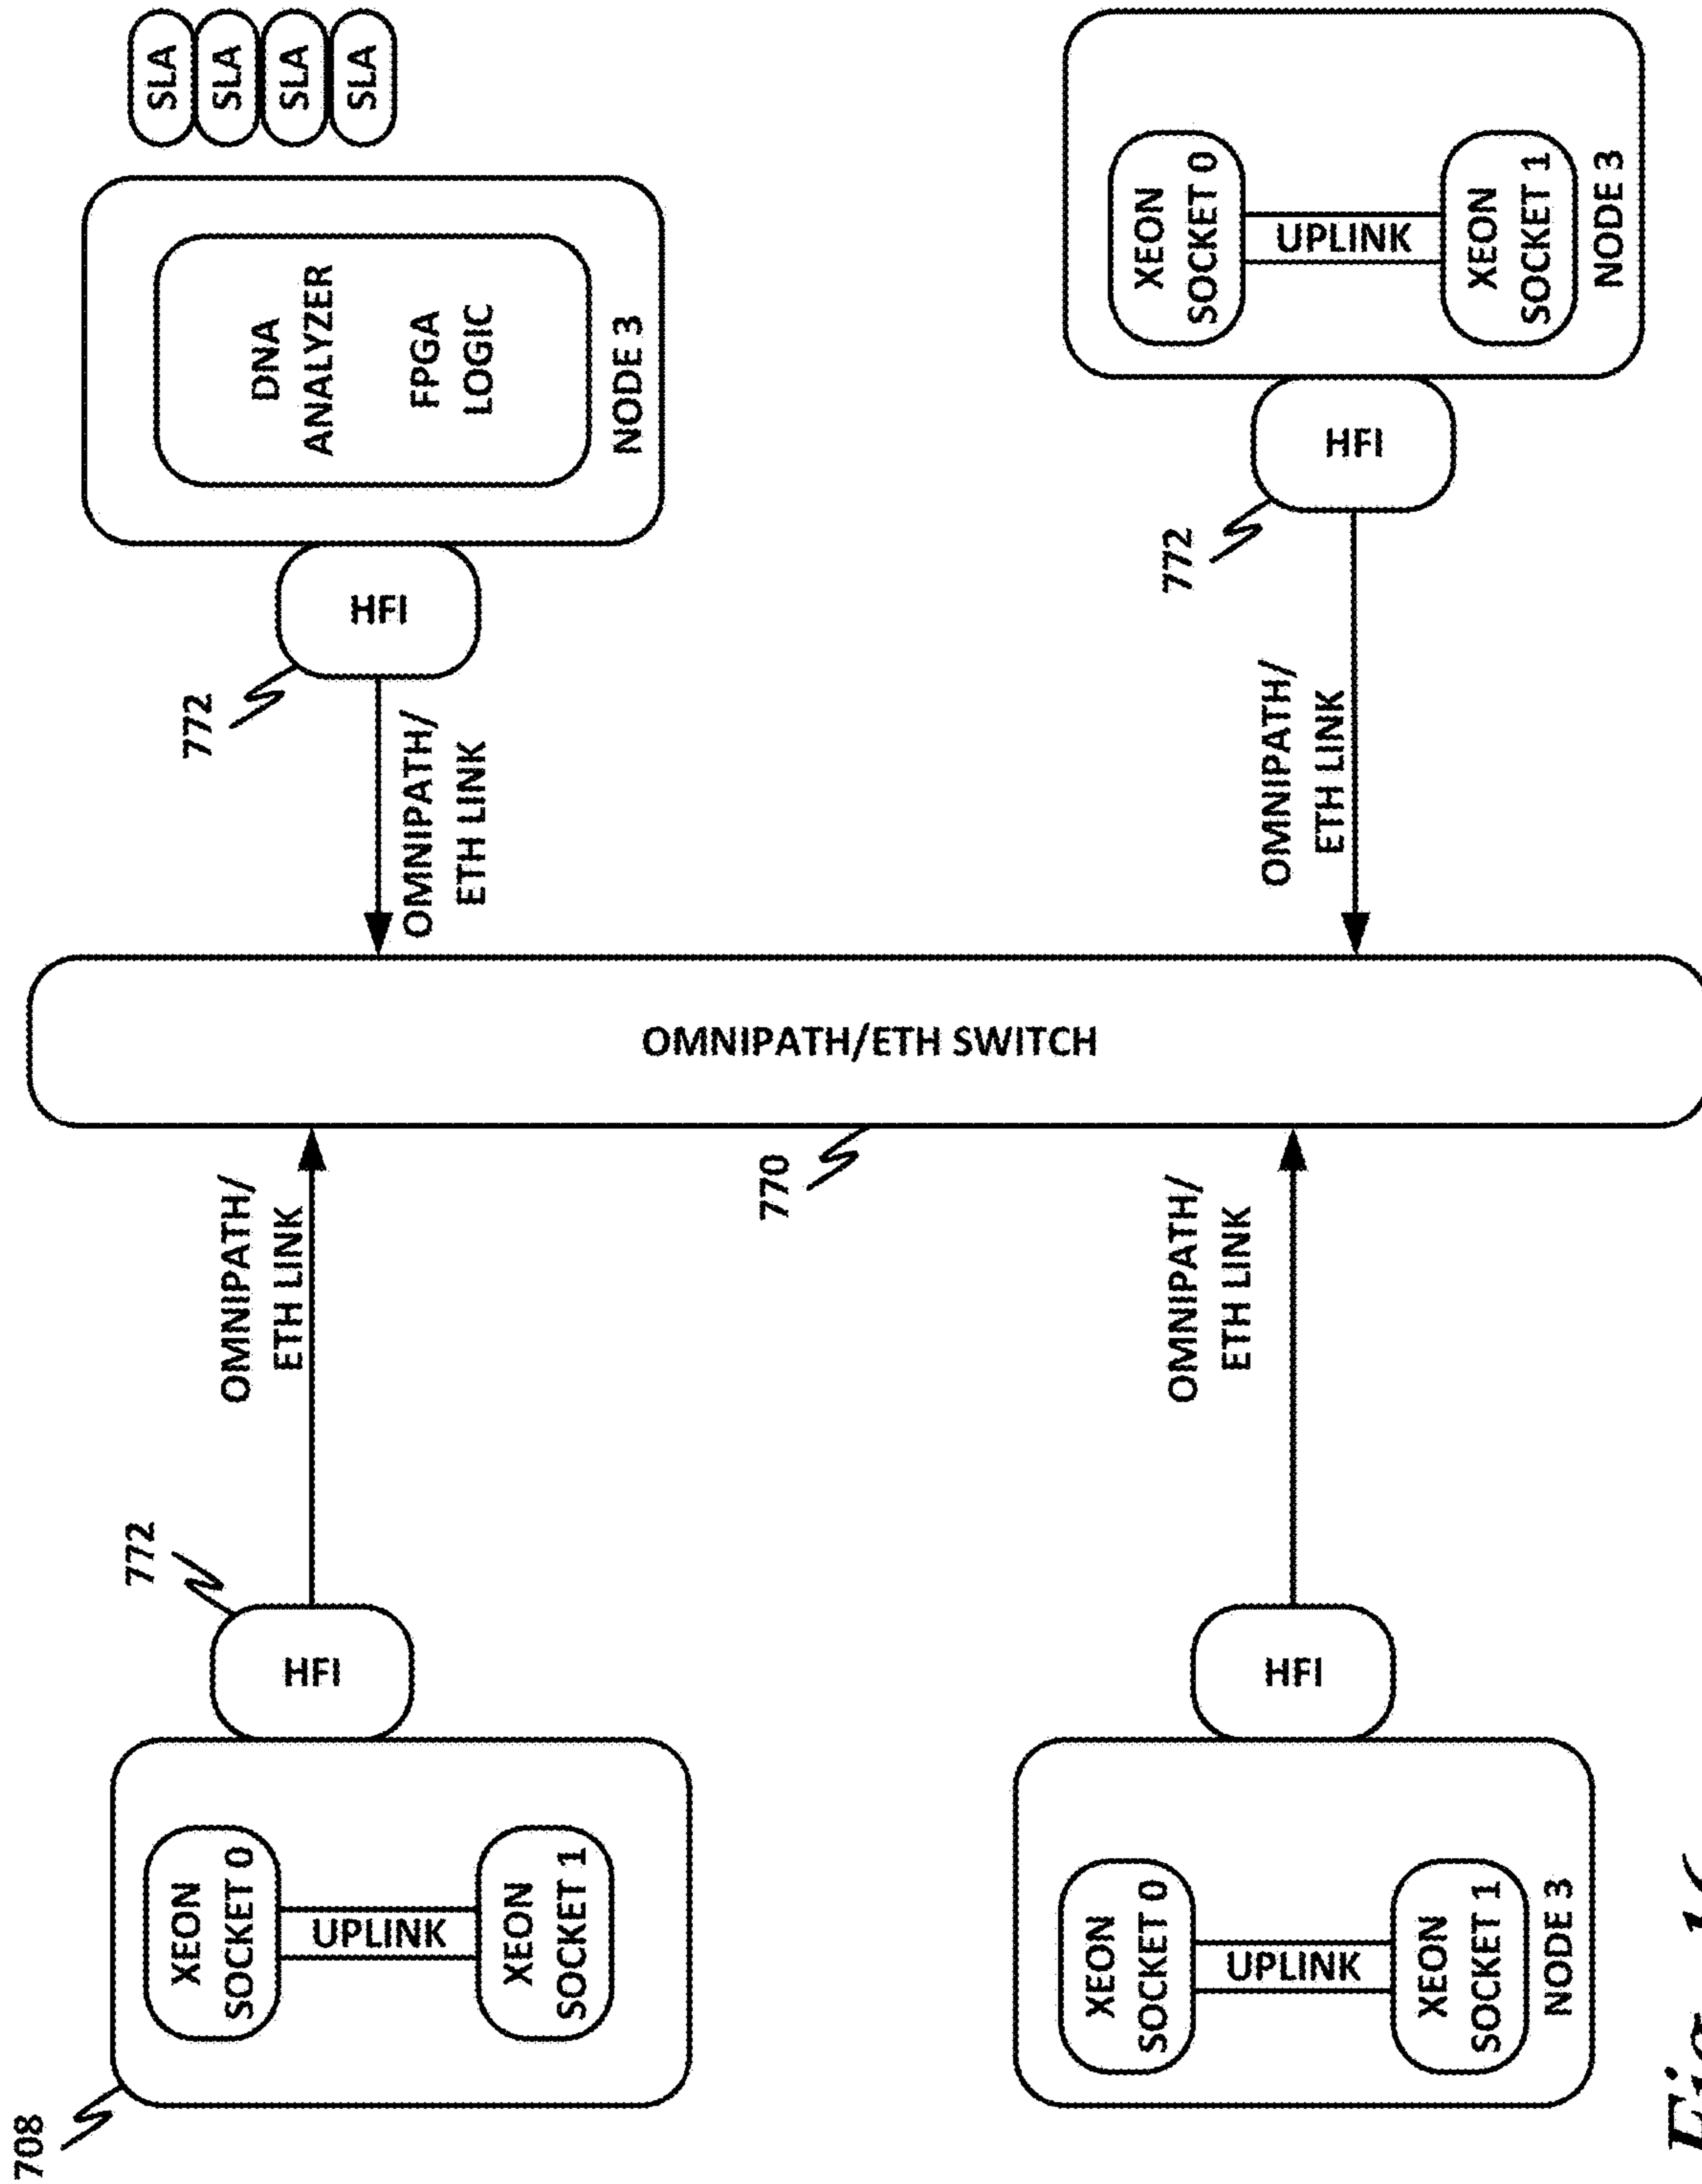 SLA
SLA
SLA
SLA
DNA
ANALYZER
FPGA
LOGIC
NODE 3
HFI
772
OMNIPATH/
ETH LINK
XEON
SOCKET 0
UPLINK
XEON
SOCKET 1
NODE 3
HFI
772
OMNIPATH/
ETH LINK
OMNIPATH/ETH SWITCH
770
OMNIPATH/
ETH LINK
772
HFI
XEON
SOCKET 0
UPLINK
XEON
SOCKET 1
708
OMNIPATH/
ETH LINK
HFI
XEON
SOCKET 0
UPLINK
XEON
SOCKET 1
NODE 3
Fig.